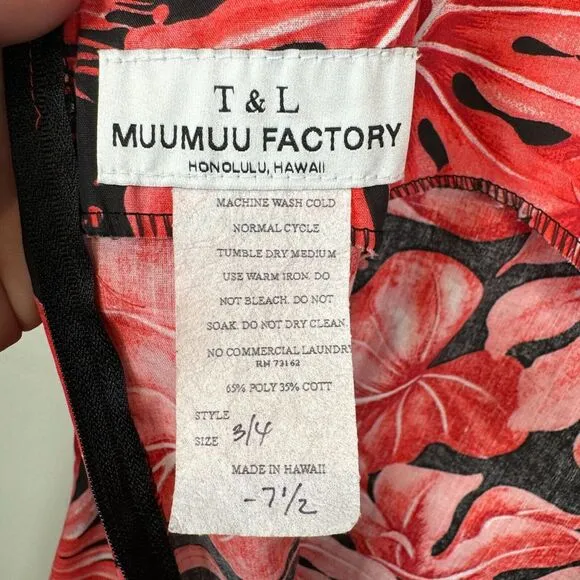 T & L
MUUMUU FACTORY
HONOLULU, HAWAII
MACHINE WASH COLD
NORMAL CYCLE
TUMBLE DRY MEDIUM
USE WARM IRON. DO
NOT BLEACH. DO NOT
SOAK. DO NOT DRY CLEAN.
NO COMMERCIAL LAUNDRY
RN 73162
65% POLY 35% COTT
STYLE
SIZE 3/4
MADE IN HAWAII
-7 1/2